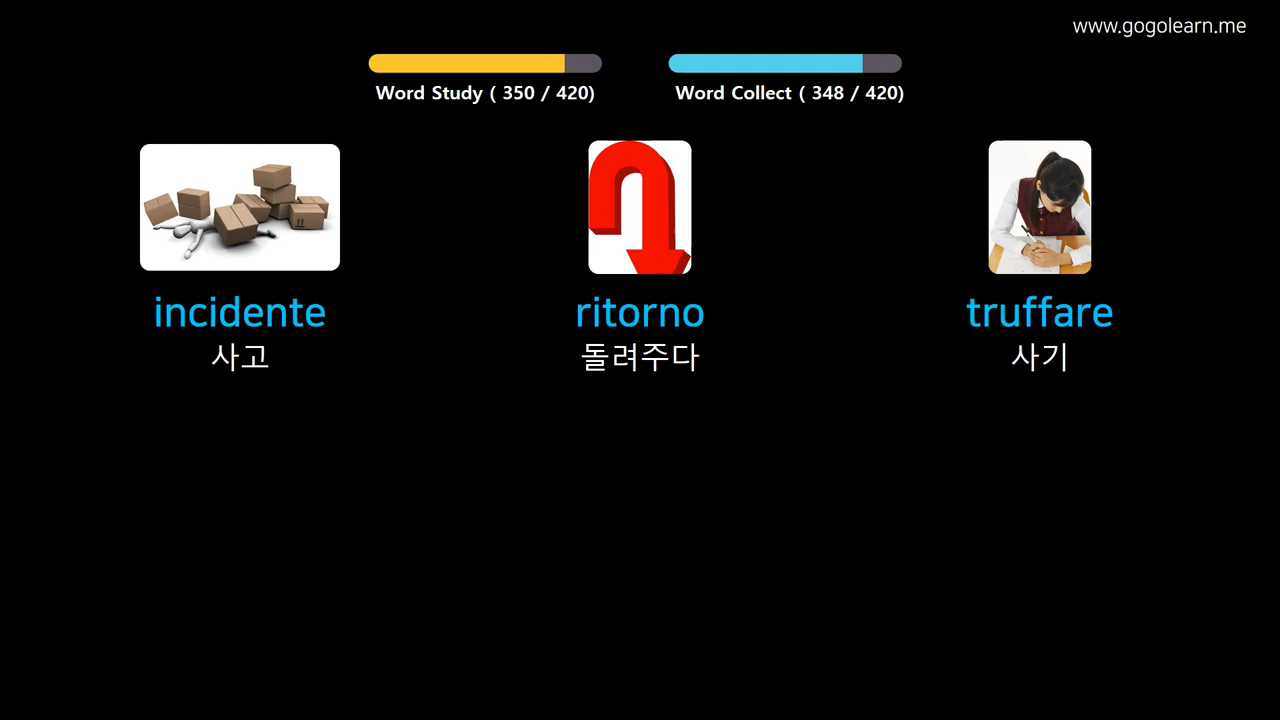 www.gogolearn.me
Word Study ( 350 / 420)
Word Collect ( 348 / 420)
incidente
사고
ritorno
돌려주다
truffare
사기